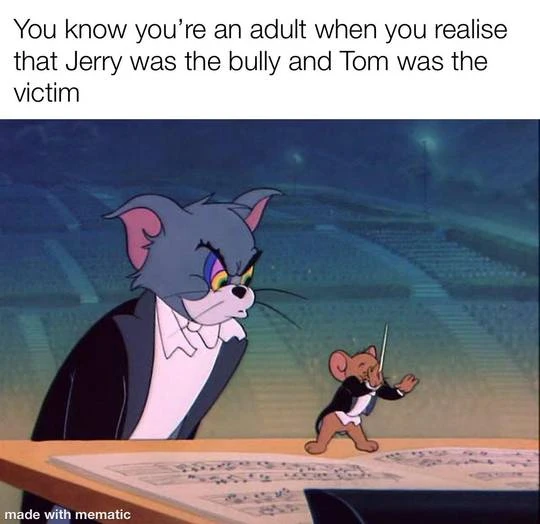 You know you’re an adult when you realise
that Jerry was the bully and Tom was the
victim
made with mematic